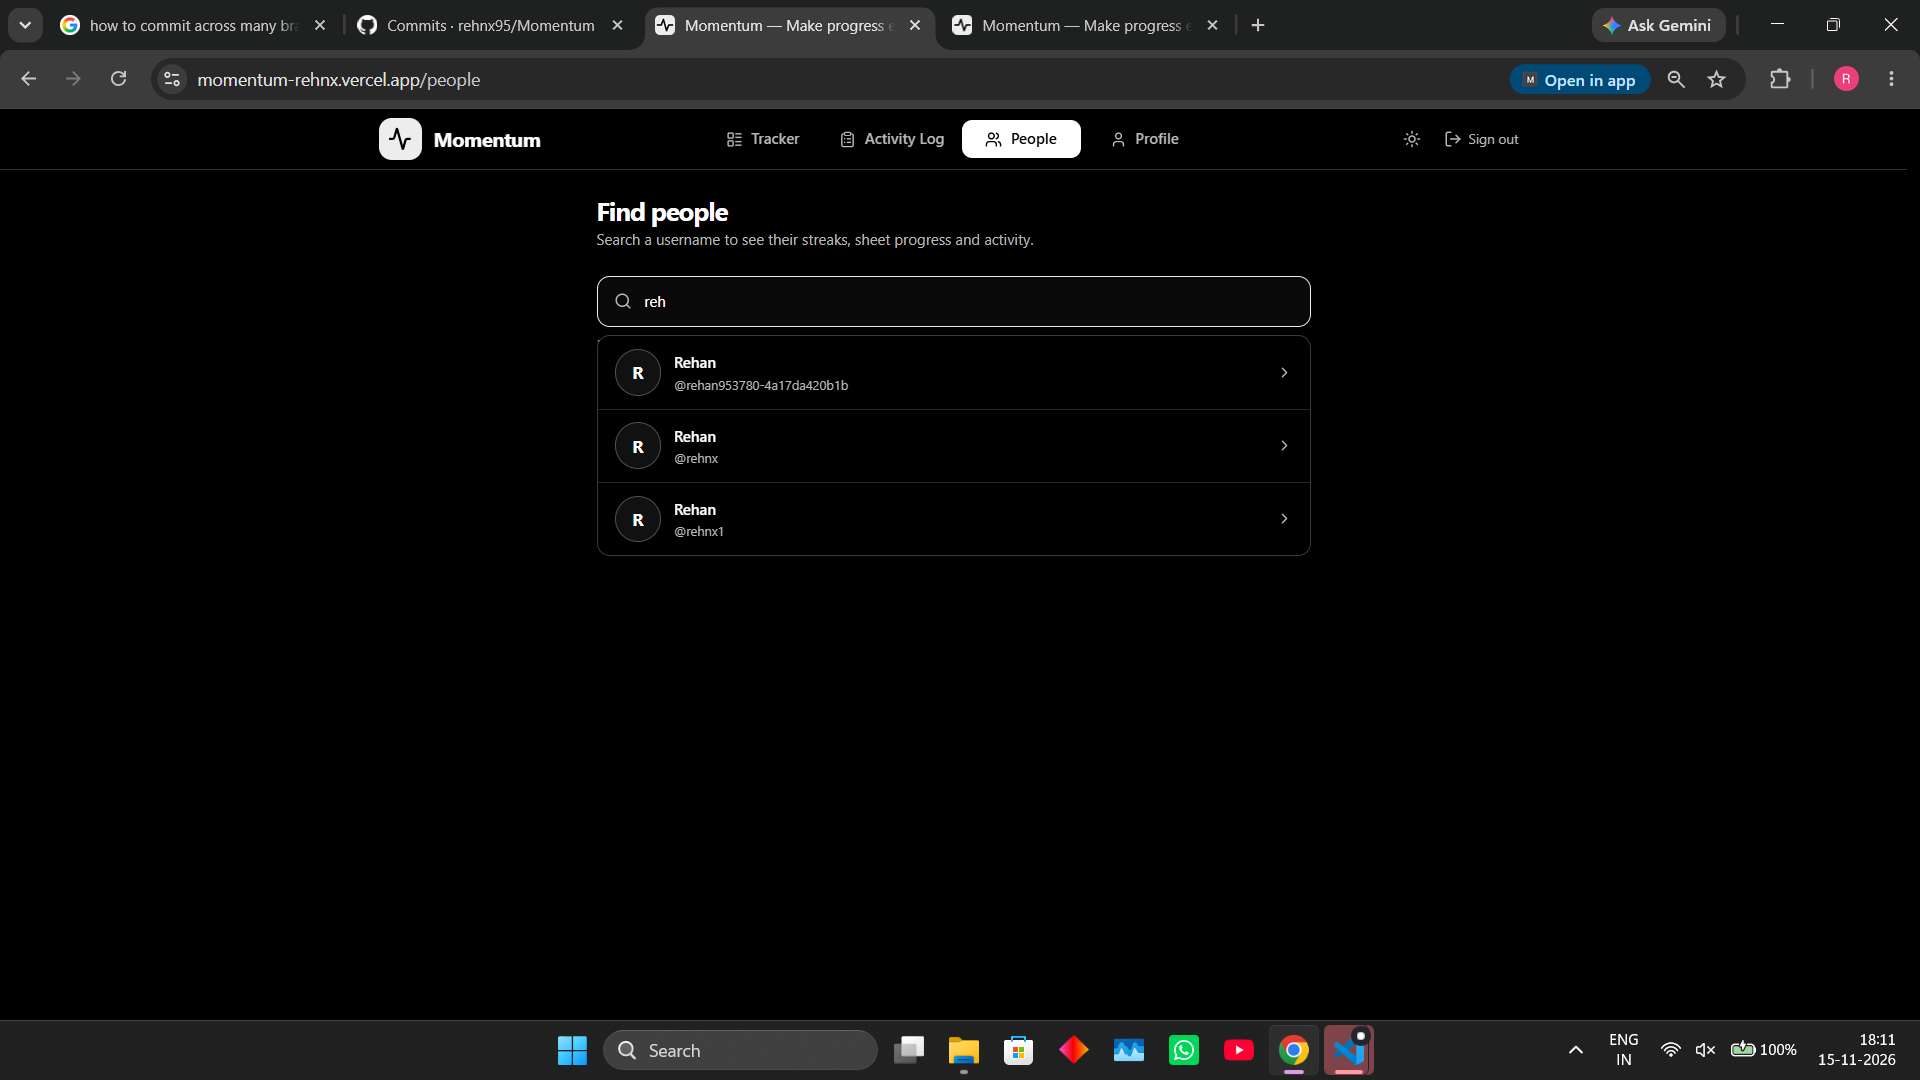 how to commit across many bra
Commits · rehnx95/Momentum
Momentum — Make progress e
Momentum — Make progress e
Ask Gemini
momentum-rehnx.vercel.app/people
M
Open in app
R
Momentum
Tracker
Activity Log
People
Profile
Sign out
Find people
Search a username to see their streaks, sheet progress and activity.
reh
R
Rehan
@rehan953780-4a17da420b1b
R
Rehan
@rehnx
R
Rehan
@rehnx1
Search
ENG
IN
100%
18:11
15-11-2026